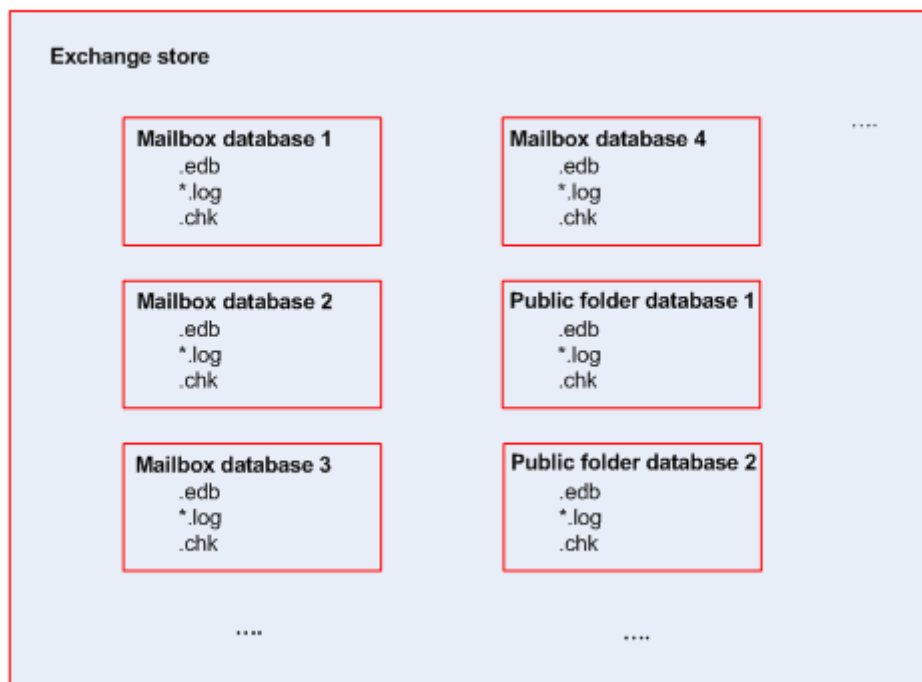 Exchange store
....
Mailbox database 1
.edb
*.log
.chk
Mailbox database 4
.edb
*.log
.chk
Mailbox database 2
.edb
*.log
.chk
Public folder database 1
.edb
*.log
.chk
Mailbox database 3
.edb
*.log
.chk
Public folder database 2
.edb
*.log
.chk
....
....